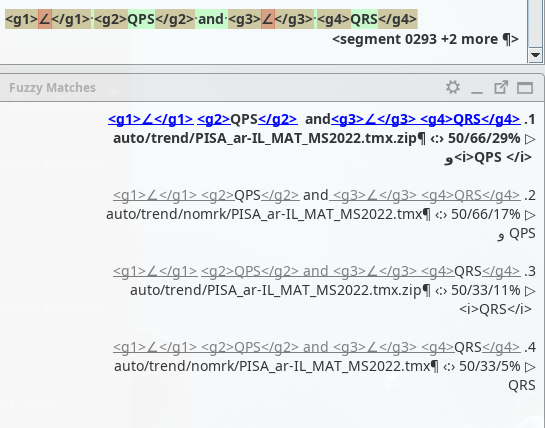 <g1>∠</g1>·<g2>QPS</g2>·and·<g3>∠</g3>·<g4>QRS</g4>
<segment 0293 +2 more ¶>
Fuzzy Matches
1. <g1>∠</g1> <g2>QPS</g2> and<g3>∠</g3> <g4>QRS</g4>
▷ <:> 50/66/29% ¶auto/trend/PISA_ar-IL_MAT_MS2022.tmx.zip
<i>QPS </i>و
2. <g1>∠</g1> <g2>QPS</g2> and <g3>∠</g3> <g4>QRS</g4>
▷ <:> 50/66/17% ¶auto/trend/nomrk/PISA_ar-IL_MAT_MS2022.tmx
QPS و
3. <g1>∠</g1> <g2>QPS</g2> and <g3>∠</g3> <g4>QRS</g4>
▷ <:> 50/33/11% ¶auto/trend/PISA_ar-IL_MAT_MS2022.tmx.zip
<i>QRS</i>
4. <g1>∠</g1> <g2>QPS</g2> and <g3>∠</g3> <g4>QRS</g4>
▷ <:> 50/33/5% ¶auto/trend/nomrk/PISA_ar-IL_MAT_MS2022.tmx
QRS